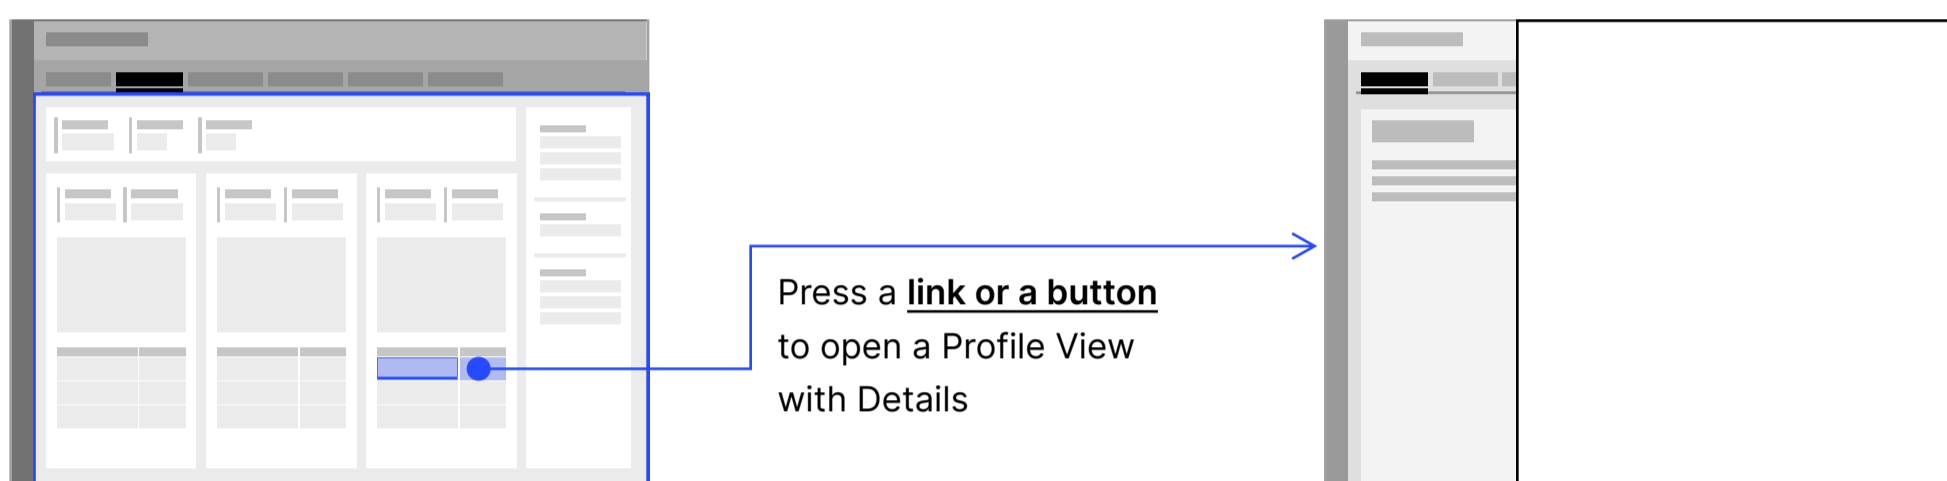 Press a link or a button
to open a Profile View
with Details